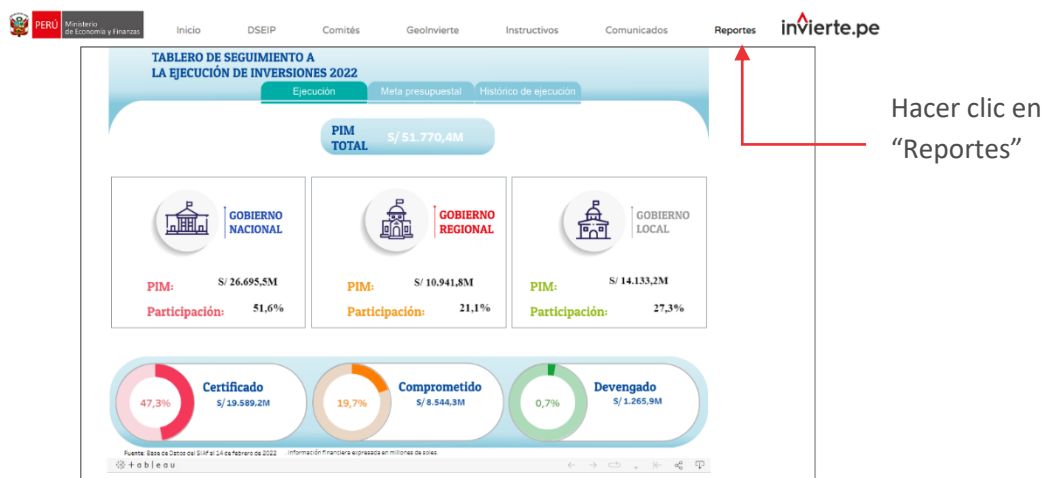 PERÚ
Ministerio
de Economía y Finanzas
Inicio
DSEIP
Comités
GeoInvierte
Instructivos
Comunicados
Reportes
invierte.pe
TABLERO DE SEGUIMIENTO A
LA EJECUCIÓN DE INVERSIONES 2022
Ejecución
Meta presupuestal
Histórico de ejecución
PIM
TOTAL
S/ 51.770,4M
Hacer clic en
“Reportes”
GOBIERNO
NACIONAL
PIM:
S/ 26.695,5M
Participación:
51,6%
GOBIERNO
REGIONAL
PIM:
S/ 10.941,8M
Participación:
21,1%
GOBIERNO
LOCAL
PIM:
S/ 14.133,2M
Participación:
27,3%
47,3%
Certificado
S/ 19.589,2M
19,7%
Comprometido
S/ 8.544,3M
0,7%
Devengado
S/ 1.265,9M
Fuente: Base de Datos del SIAf al 14 de febrero de 2022 . Información financiera expresada en millones de soles.
+ a b l e a u